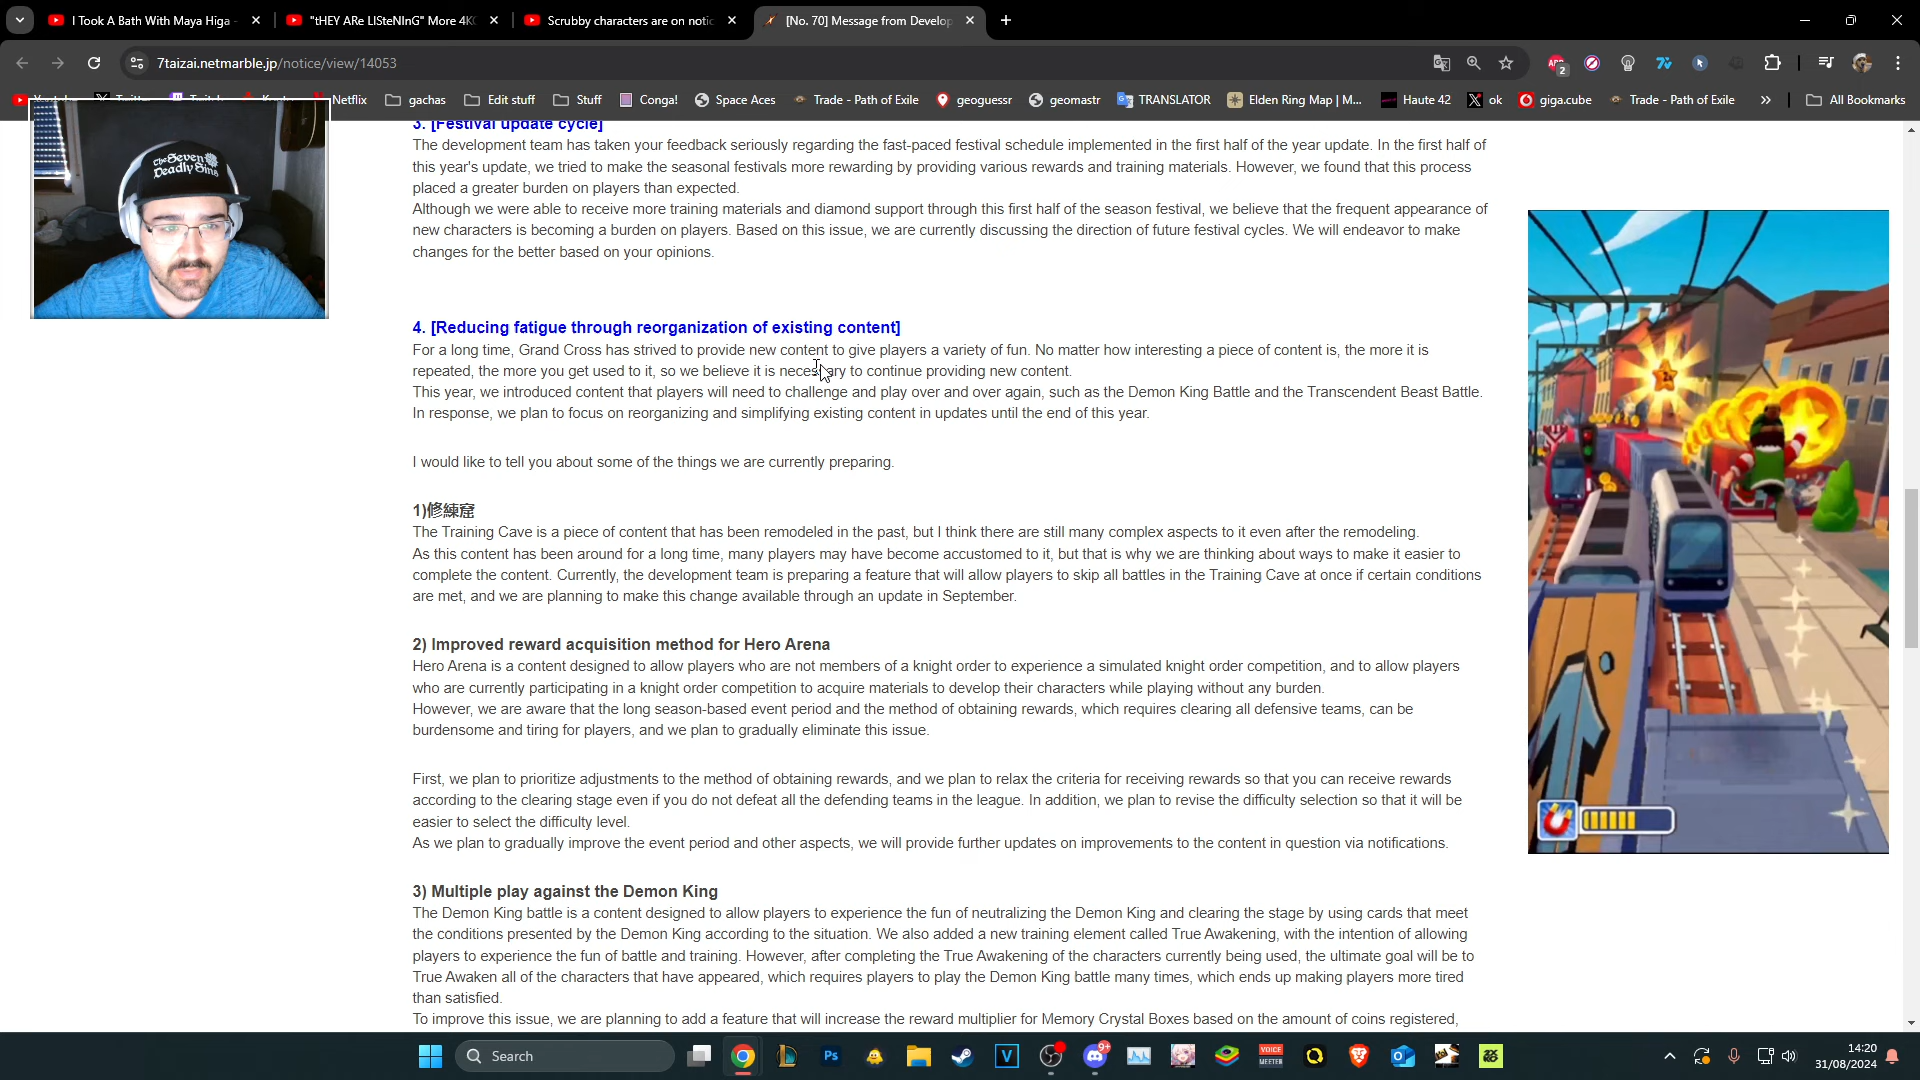 I Took A Bath With Maya Higa -
"tHEY ARe LISteNInG" More 4K
Scrubby characters are on notic
[No. 70] Message from Develop
7taizai.netmarble.jp/notice/view/14053
Netflix
gachas
Edit stuff
Stuff
Conga!
Space Aces
Trade - Path of Exile
geoguessr
geomastr
TRANSLATOR
Elden Ring Map | M...
Haute 42
ok
giga.cube
Trade - Path of Exile
All Bookmarks
The Seven
Deadly Sins
3. [Festival update cycle]
The development team has taken your feedback seriously regarding the fast-paced festival schedule implemented in the first half of the year update. In the first half of
this year's update, we tried to make the seasonal festivals more rewarding by providing various rewards and training materials. However, we found that this process
placed a greater burden on players than expected.
Although we were able to receive more training materials and diamond support through this first half of the season festival, we believe that the frequent appearance of
new characters is becoming a burden on players. Based on this issue, we are currently discussing the direction of future festival cycles. We will endeavor to make
changes for the better based on your opinions.
4. [Reducing fatigue through reorganization of existing content]
For a long time, Grand Cross has strived to provide new content to give players a variety of fun. No matter how interesting a piece of content is, the more it is
repeated, the more you get used to it, so we believe it is necessary to continue providing new content.
This year, we introduced content that players will need to challenge and play over and over again, such as the Demon King Battle and the Transcendent Beast Battle.
In response, we plan to focus on reorganizing and simplifying existing content in updates until the end of this year.
I would like to tell you about some of the things we are currently preparing.
1)修練窟
The Training Cave is a piece of content that has been remodeled in the past, but I think there are still many complex aspects to it even after the remodeling.
As this content has been around for a long time, many players may have become accustomed to it, but that is why we are thinking about ways to make it easier to
complete the content. Currently, the development team is preparing a feature that will allow players to skip all battles in the Training Cave at once if certain conditions
are met, and we are planning to make this change available through an update in September.
2) Improved reward acquisition method for Hero Arena
Hero Arena is a content designed to allow players who are not members of a knight order to experience a simulated knight order competition, and to allow players
who are currently participating in a knight order competition to acquire materials to develop their characters while playing without any burden.
However, we are aware that the long season-based event period and the method of obtaining rewards, which requires clearing all defensive teams, can be
burdensome and tiring for players, and we plan to gradually eliminate this issue.
First, we plan to prioritize adjustments to the method of obtaining rewards, and we plan to relax the criteria for receiving rewards so that you can receive rewards
according to the clearing stage even if you do not defeat all the defending teams in the league. In addition, we plan to revise the difficulty selection so that it will be
easier to select the difficulty level.
As we plan to gradually improve the event period and other aspects, we will provide further updates on improvements to the content in question via notifications.
3) Multiple play against the Demon King
The Demon King battle is a content designed to allow players to experience the fun of neutralizing the Demon King and clearing the stage by using cards that meet
the conditions presented by the Demon King according to the situation. We also added a new training element called True Awakening, with the intention of allowing
players to experience the fun of battle and training. However, after completing the True Awakening of the characters currently being used, the ultimate goal will be to
True Awaken all of the characters that have appeared, which requires players to play the Demon King battle many times, which ends up making players more tired
than satisfied.
To improve this issue, we are planning to add a feature that will increase the reward multiplier for Memory Crystal Boxes based on the amount of coins registered,
Search
14:20
31/08/2024